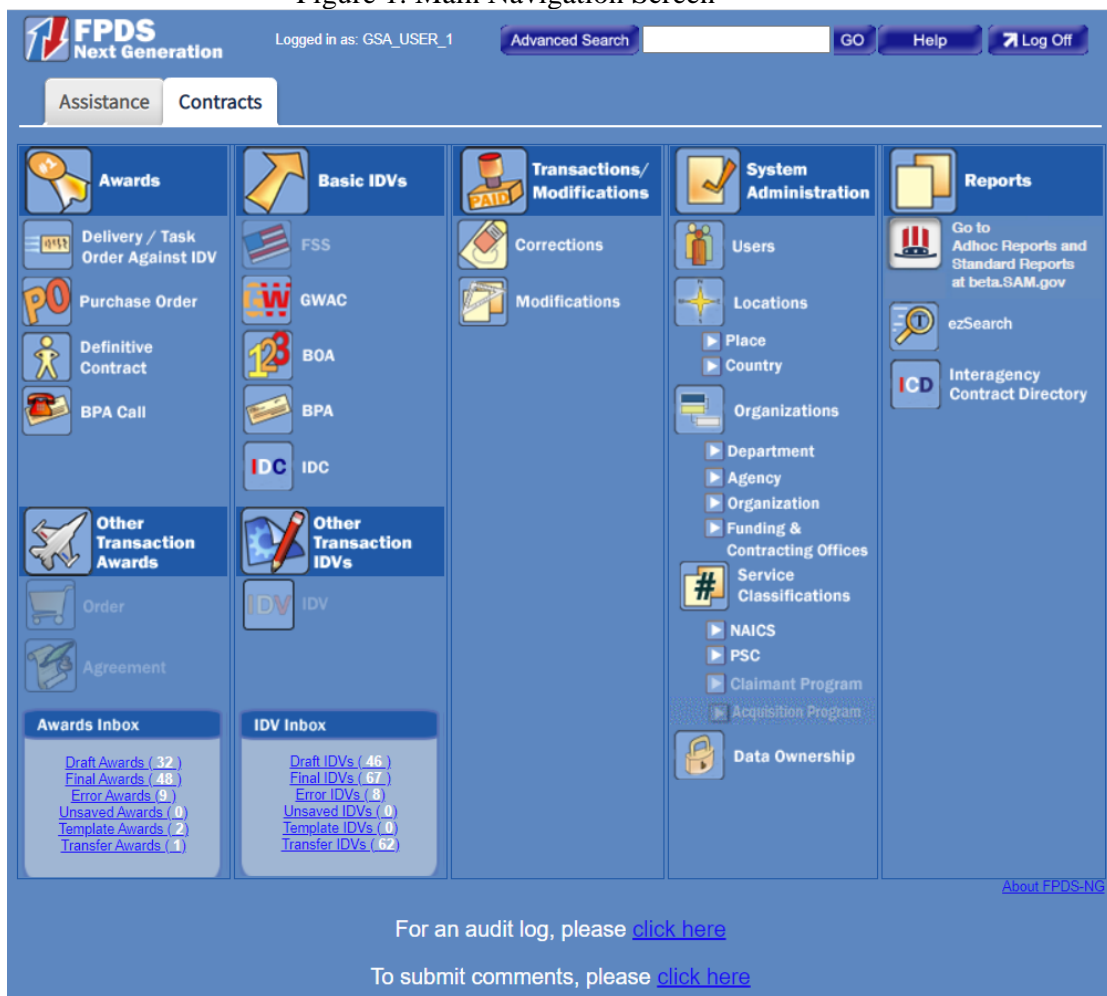 Figure 1: Main Navigation Screen
FPDS
Next Generation
Logged in as: GSA_USER_1
Advanced Search
GO
Help
Log Off
Assistance
Contracts
Awards
Delivery / Task
Order Against IDV
PO
Purchase Order
Definitive
Contract
BPA Call
Other
Transaction
Awards
Order
Agreement
Awards Inbox
Draft Awards ( 32 )
Final Awards ( 48 )
Error Awards (9 )
Unsaved Awards ( 0)
Template Awards ( 2)
Transfer Awards ( 1)
Basic IDVs
FSS
W
GWAC
123
BOA
BPA
IDC
IDC
Other
Transaction
IDVs
IDV
IDV
IDV Inbox
Draft IDVs ( 46 )
Final IDVs ( 67 )
Error IDVs ( 8)
Unsaved IDVs ( 0)
Template IDVs ( 0)
Transfer IDVs ( 62)
PAID
Transactions/
Modifications
Corrections
Modifications
System
Administration
Users
Locations
Place
Country
Organizations
Department
Agency
Organization
Funding &
Contracting Offices
#
Service
Classifications
NAICS
PSC
Claimant Program
Acquisition Program
Data Ownership
Reports
Go to
Adhoc Reports and
Standard Reports
at beta.SAM.gov
T
ezSearch
ICD
Interagency
Contract Directory
About FPDS-NG
For an audit log, please click here
To submit comments, please click here